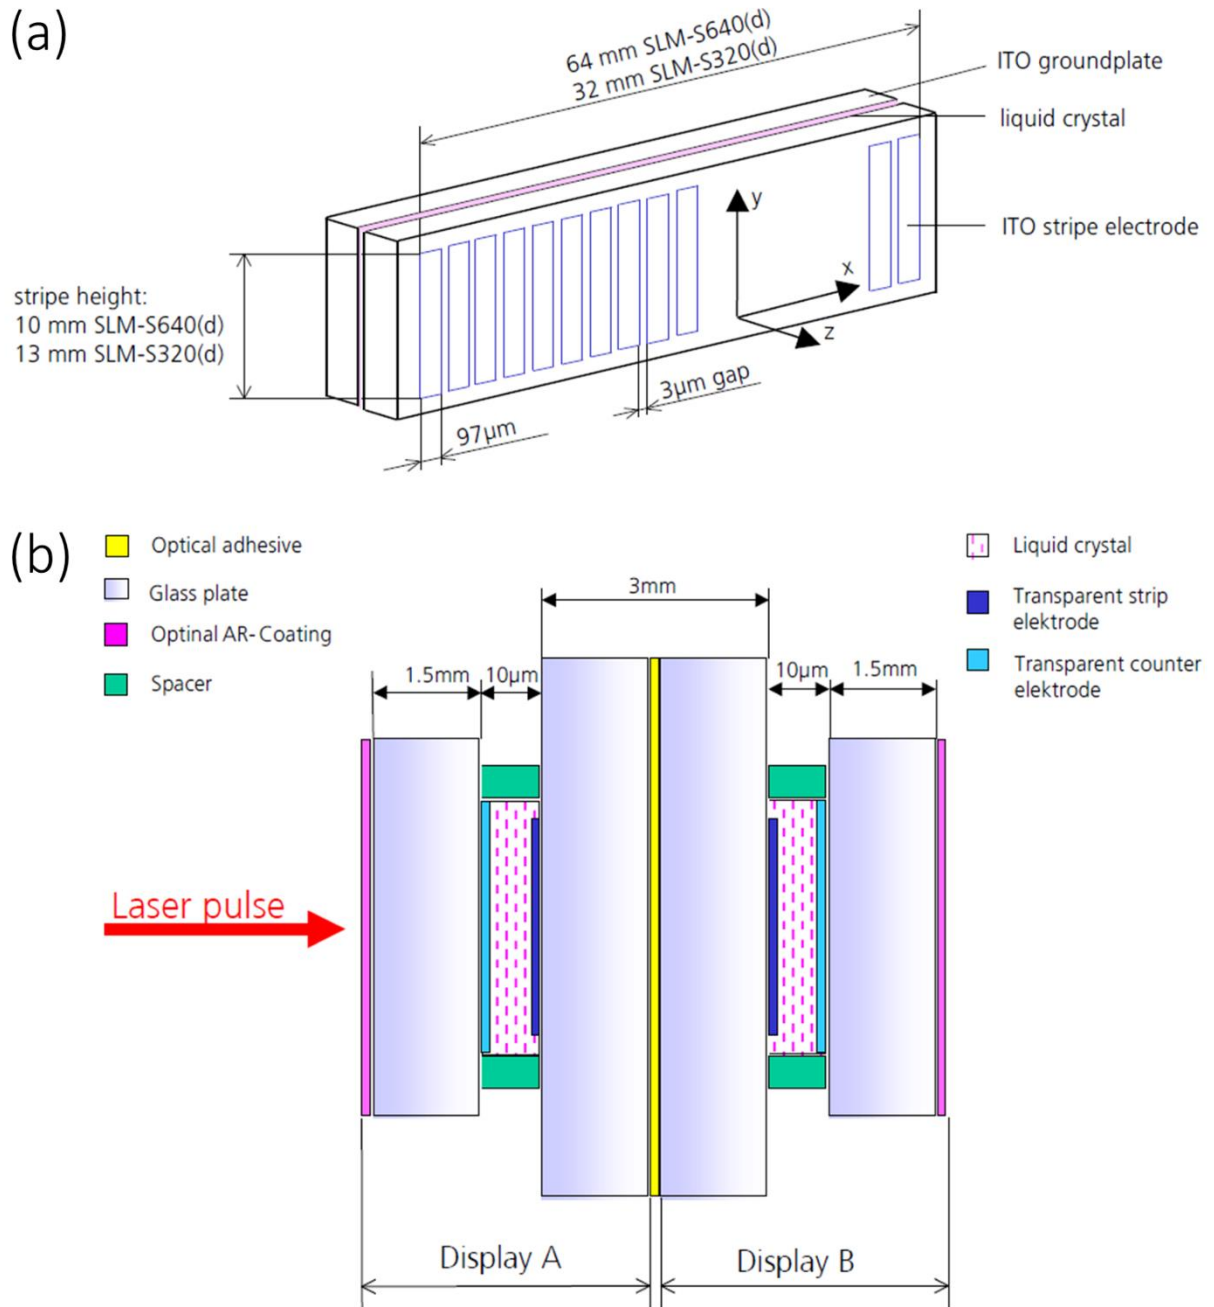 (a)
64 mm SLM-S640(d)
32 mm SLM-S320(d)
ITO groundplate
liquid crystal
ITO stripe electrode
y
x
z
stripe height:
10 mm SLM-S640(d)
13 mm SLM-S320(d)
3µm gap
97µm
(b)
Optical adhesive
Glass plate
Optinal AR-Coating
Spacer
Liquid crystal
Transparent strip
elektrode
Transparent counter
elektrode
3mm
1.5mm
10µm
10µm
1.5mm
Laser pulse
Display A
Display B